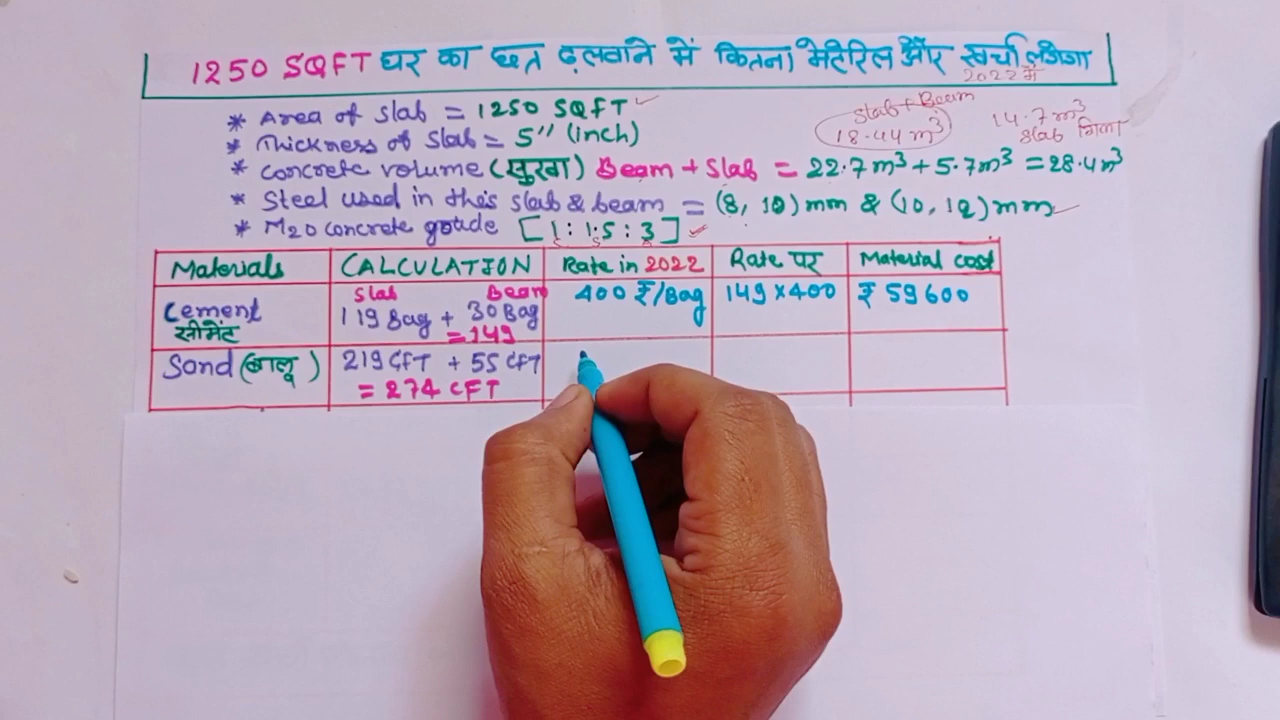 1250 SQFT घर का छत ढ़लवाने में कितना मेटेरिल और खर्चा लगेगा
2022 में
* Area of slab = 1250 SQFT ✓
* Thickness of slab = 5" (inch)
slab + Beam
18.44 m³
14.7 m³
slab गिला
* Concrete volume (सुखा) Beam + Slab = 22.7 m³ + 5.7 m³ = 28.4 m³
* Steel used in this slab & beam = (8, 10) mm & (10, 12) mm
* M20 concrete grade [1 : 1.5 : 3]
Materials CALCULATION Rate in 2022 Rate पर Material cost
Cement सीमेंट
Slab Beam
119 Bag + 30 Bag
= 149
400 ₹/Bag 149 × 400 ₹ 59600
Sand (बालू)
219 CFT + 55 CFT
= 274 CFT